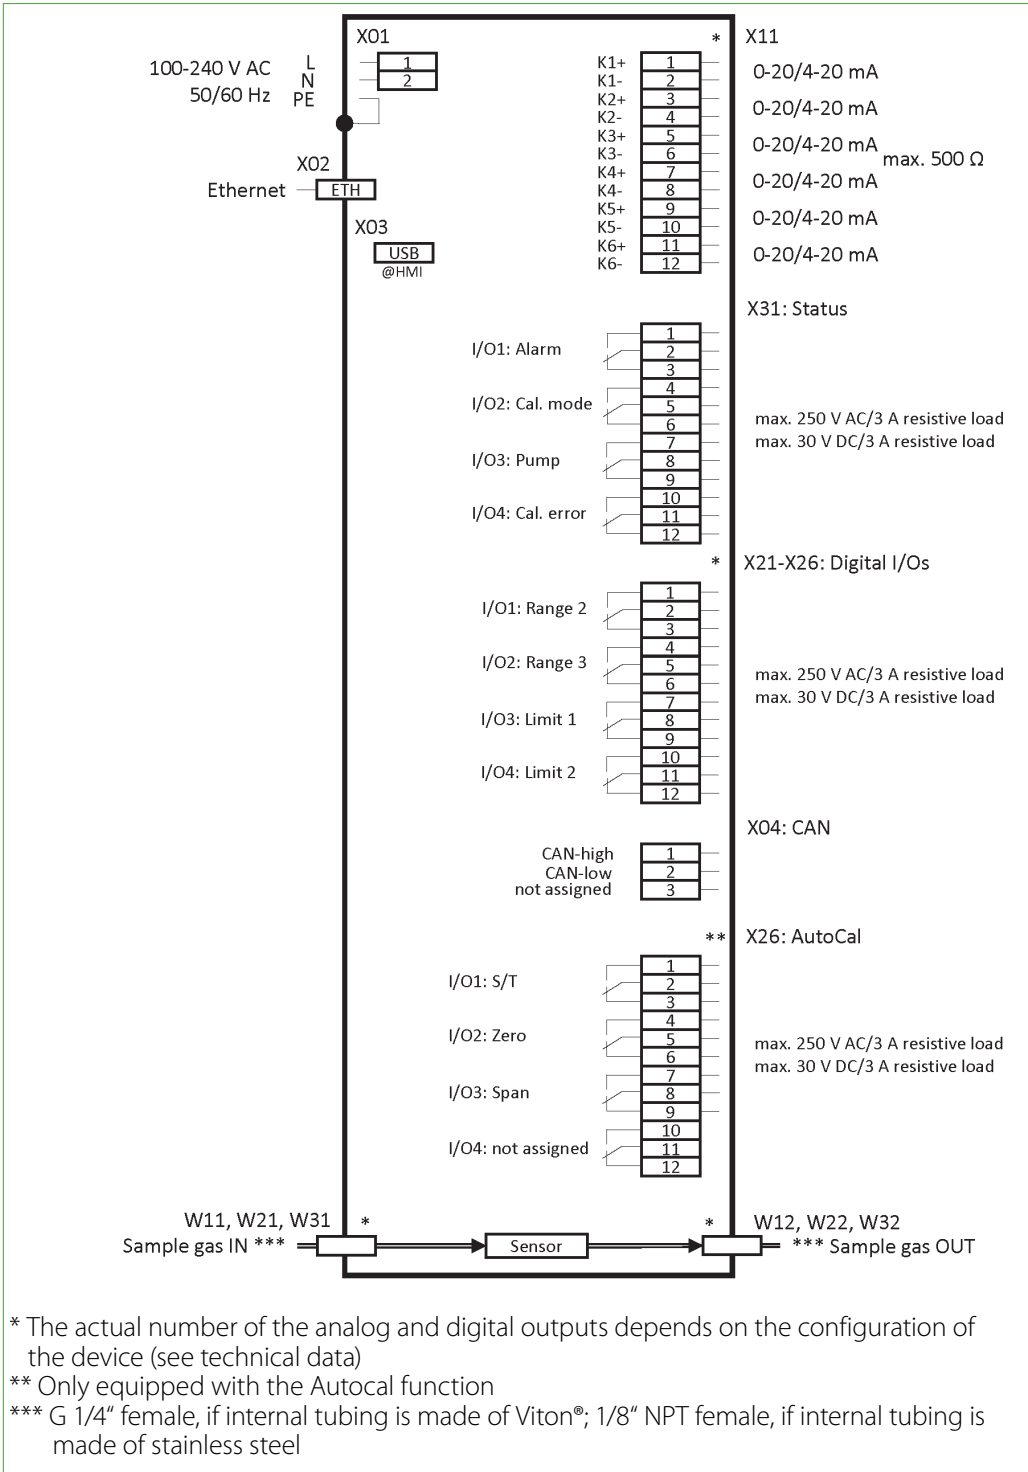 X01
100-240 V AC
50/60 Hz
L
N
PE
1
2
X02
Ethernet
ETH
X03
USB
@HMI
* X11
K1+ 1
K1- 2
K2+ 3
K2- 4
K3+ 5
K3- 6
K4+ 7
K4- 8
K5+ 9
K5- 10
K6+ 11
K6- 12
0-20/4-20 mA
0-20/4-20 mA
0-20/4-20 mA
0-20/4-20 mA
0-20/4-20 mA
0-20/4-20 mA
max. 500 Ω
X31: Status
I/O1: Alarm
I/O2: Cal. mode
I/O3: Pump
I/O4: Cal. error
1
2
3
4
5
6
7
8
9
10
11
12
max. 250 V AC/3 A resistive load
max. 30 V DC/3 A resistive load
* X21-X26: Digital I/Os
I/O1: Range 2
I/O2: Range 3
I/O3: Limit 1
I/O4: Limit 2
1
2
3
4
5
6
7
8
9
10
11
12
max. 250 V AC/3 A resistive load
max. 30 V DC/3 A resistive load
X04: CAN
CAN-high 1
CAN-low 2
not assigned 3
** X26: AutoCal
I/O1: S/T
I/O2: Zero
I/O3: Span
I/O4: not assigned
1
2
3
4
5
6
7
8
9
10
11
12
max. 250 V AC/3 A resistive load
max. 30 V DC/3 A resistive load
W11, W21, W31 *
Sample gas IN ***
Sensor
* W12, W22, W32
*** Sample gas OUT
* The actual number of the analog and digital outputs depends on the configuration of
the device (see technical data)
** Only equipped with the Autocal function
*** G 1/4“ female, if internal tubing is made of Viton®; 1/8“ NPT female, if internal tubing is
made of stainless steel